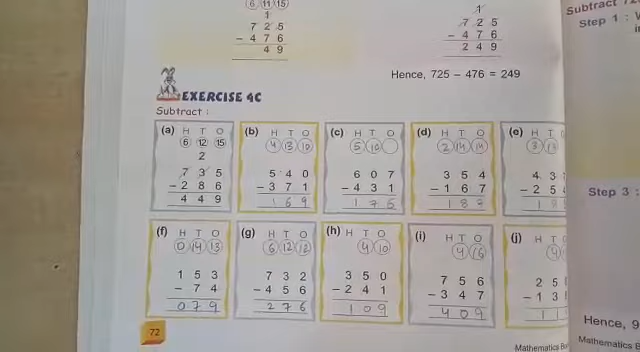 6 11 15
1
7 2 5
- 4 7 6
4 9
1
7 2 5
- 4 7 6
2 4 9
Hence, 725 – 476 = 249
Subtract
Step 1 :
EXERCISE 4C
Subtract :
(a) H T O
6 12 15
2
7 3 5
- 2 8 6
4 4 9
(b) H T O
4 13 10
5 4 0
- 3 7 1
1 6 9
(c) H T O
5 10
6 0 7
- 4 3 1
1 7 6
(d) H T O
2 14 14
3 5 4
- 1 6 7
1 8 8
(e) H T
3
4 3
- 2 5
1
Step 3 :
(f) H T O
0 14 13
1 5 3
- 7 4
0 7 9
(g) H T O
6 12 12
7 3 2
- 4 5 6
2 7 6
(h) H T O
4 10
3 5 0
- 2 4 1
1 0 9
(i) H T O
4 16
7 5 6
- 3 4 7
4 0 9
(j) H T
2 5
- 1 3
Hence, 9
72
Mathematics
Mathematics